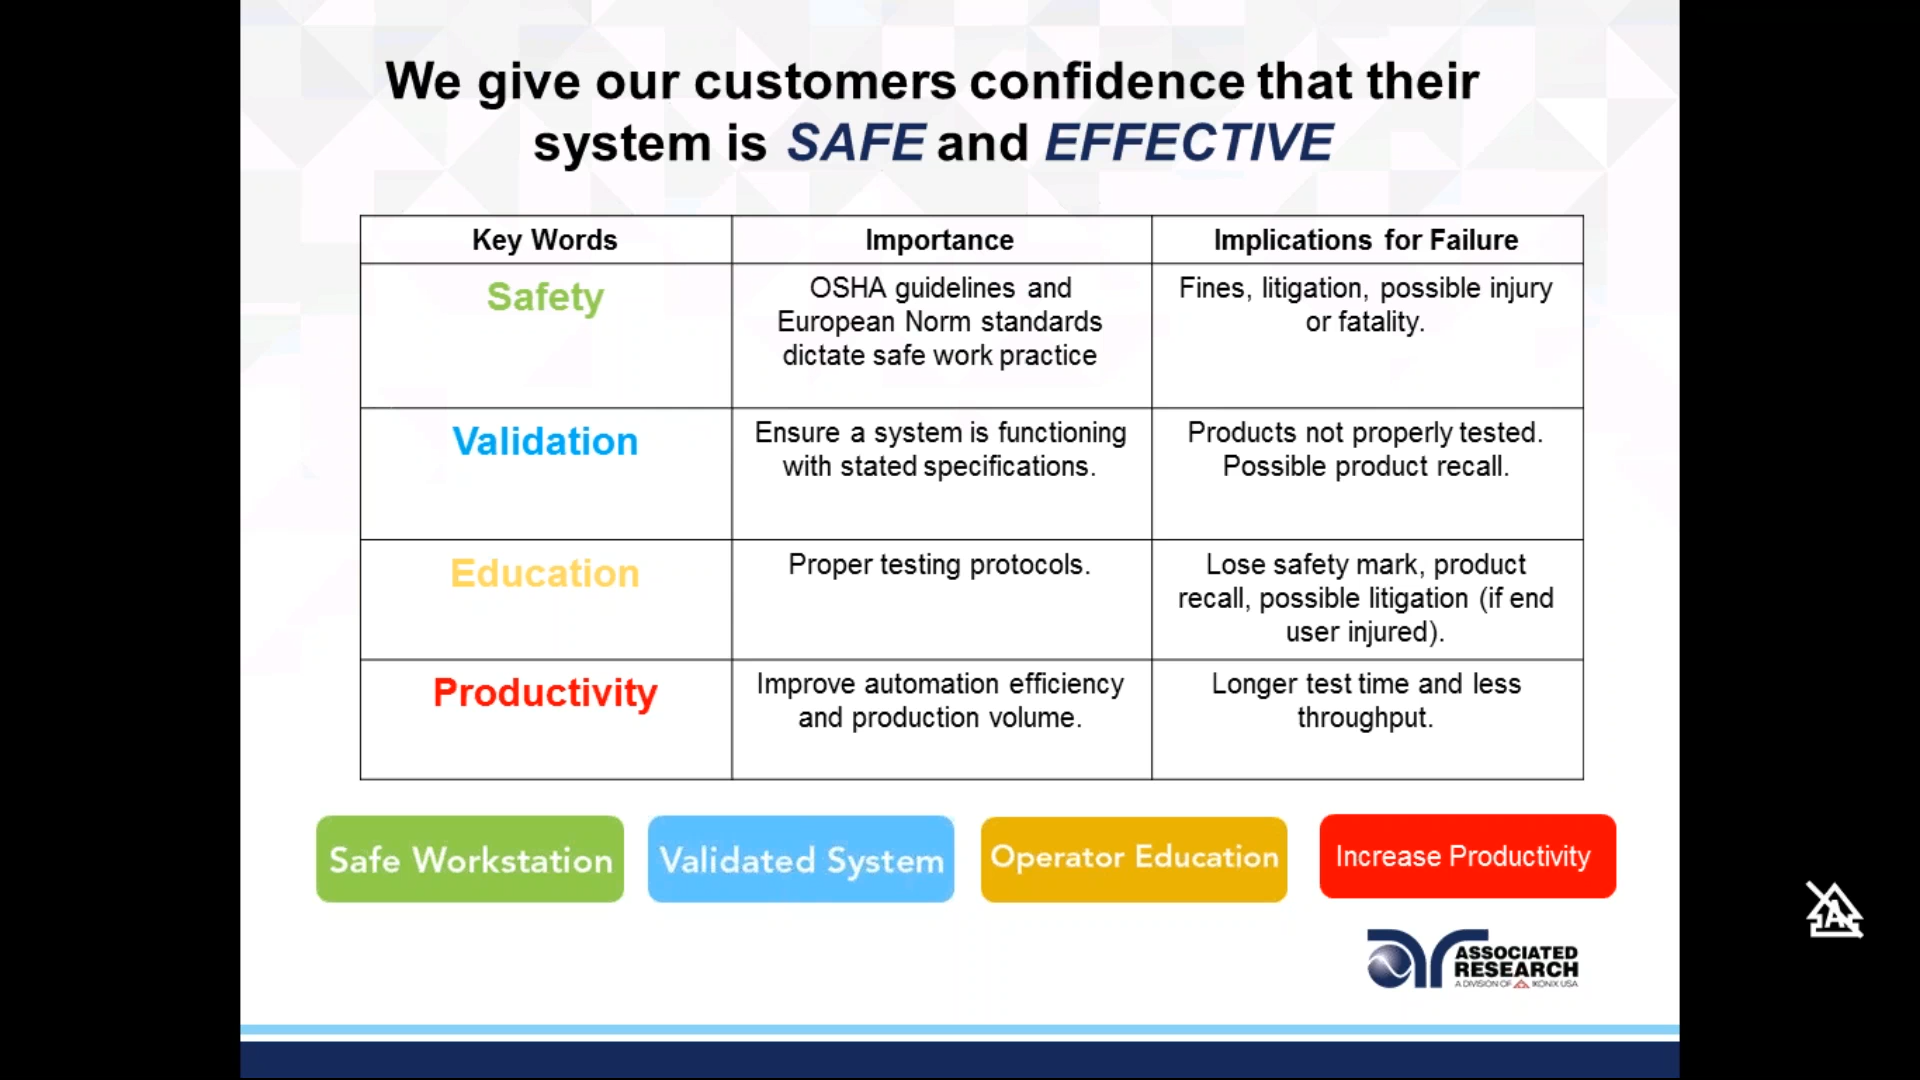 We give our customers confidence that their
system is SAFE and EFFECTIVE
Key Words
Importance
Implications for Failure
Safety
OSHA guidelines and
European Norm standards
dictate safe work practice
Fines, litigation, possible injury
or fatality.
Validation
Ensure a system is functioning
with stated specifications.
Products not properly tested.
Possible product recall.
Education
Proper testing protocols.
Lose safety mark, product
recall, possible litigation (if end
user injured).
Productivity
Improve automation efficiency
and production volume.
Longer test time and less
throughput.
Safe Workstation
Validated System
Operator Education
Increase Productivity
ASSOCIATED
RESEARCH
A DIVISION OF IKONIX USA